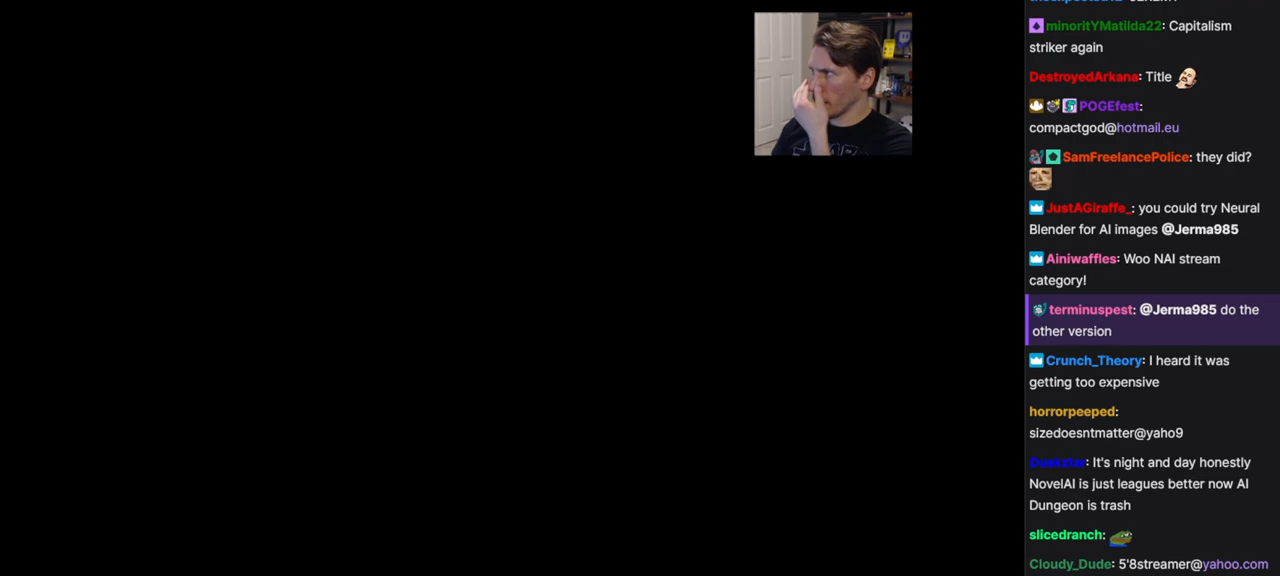 minoritYMatilda22: Capitalism
striker again
DestroyedArkana: Title
POGEfest:
compactgod@hotmail.eu
SamFreelancePolice: they did?
JustAGiraffe_: you could try Neural
Blender for AI images @Jerma985
Ainiwaffles: Woo NAI stream
category!
terminuspest: @Jerma985 do the
other version
Crunch_Theory: I heard it was
getting too expensive
horrorpeeped:
sizedoesntmatter@yaho9
: It's night and day honestly
NovelAI is just leagues better now AI
Dungeon is trash
slicedranch:
Cloudy_Dude: 5'8streamer@yahoo.com